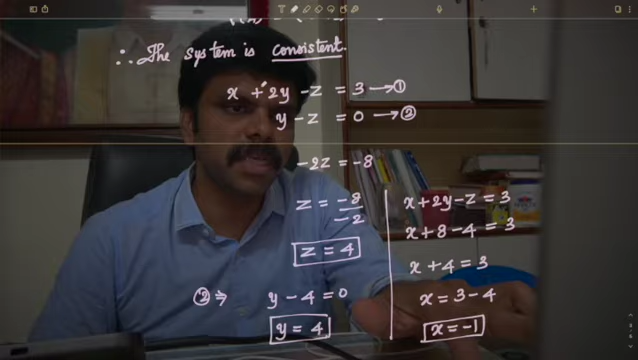 ∴ The system is consistent.
x + 2y - z = 3 → ①
y - z = 0 → ②
-2z = -8
z = -8/-2
z = 4
② ⇒ y - 4 = 0
y = 4
x + 2y - z = 3
x + 8 - 4 = 3
x + 4 = 3
x = 3 - 4
x = -1